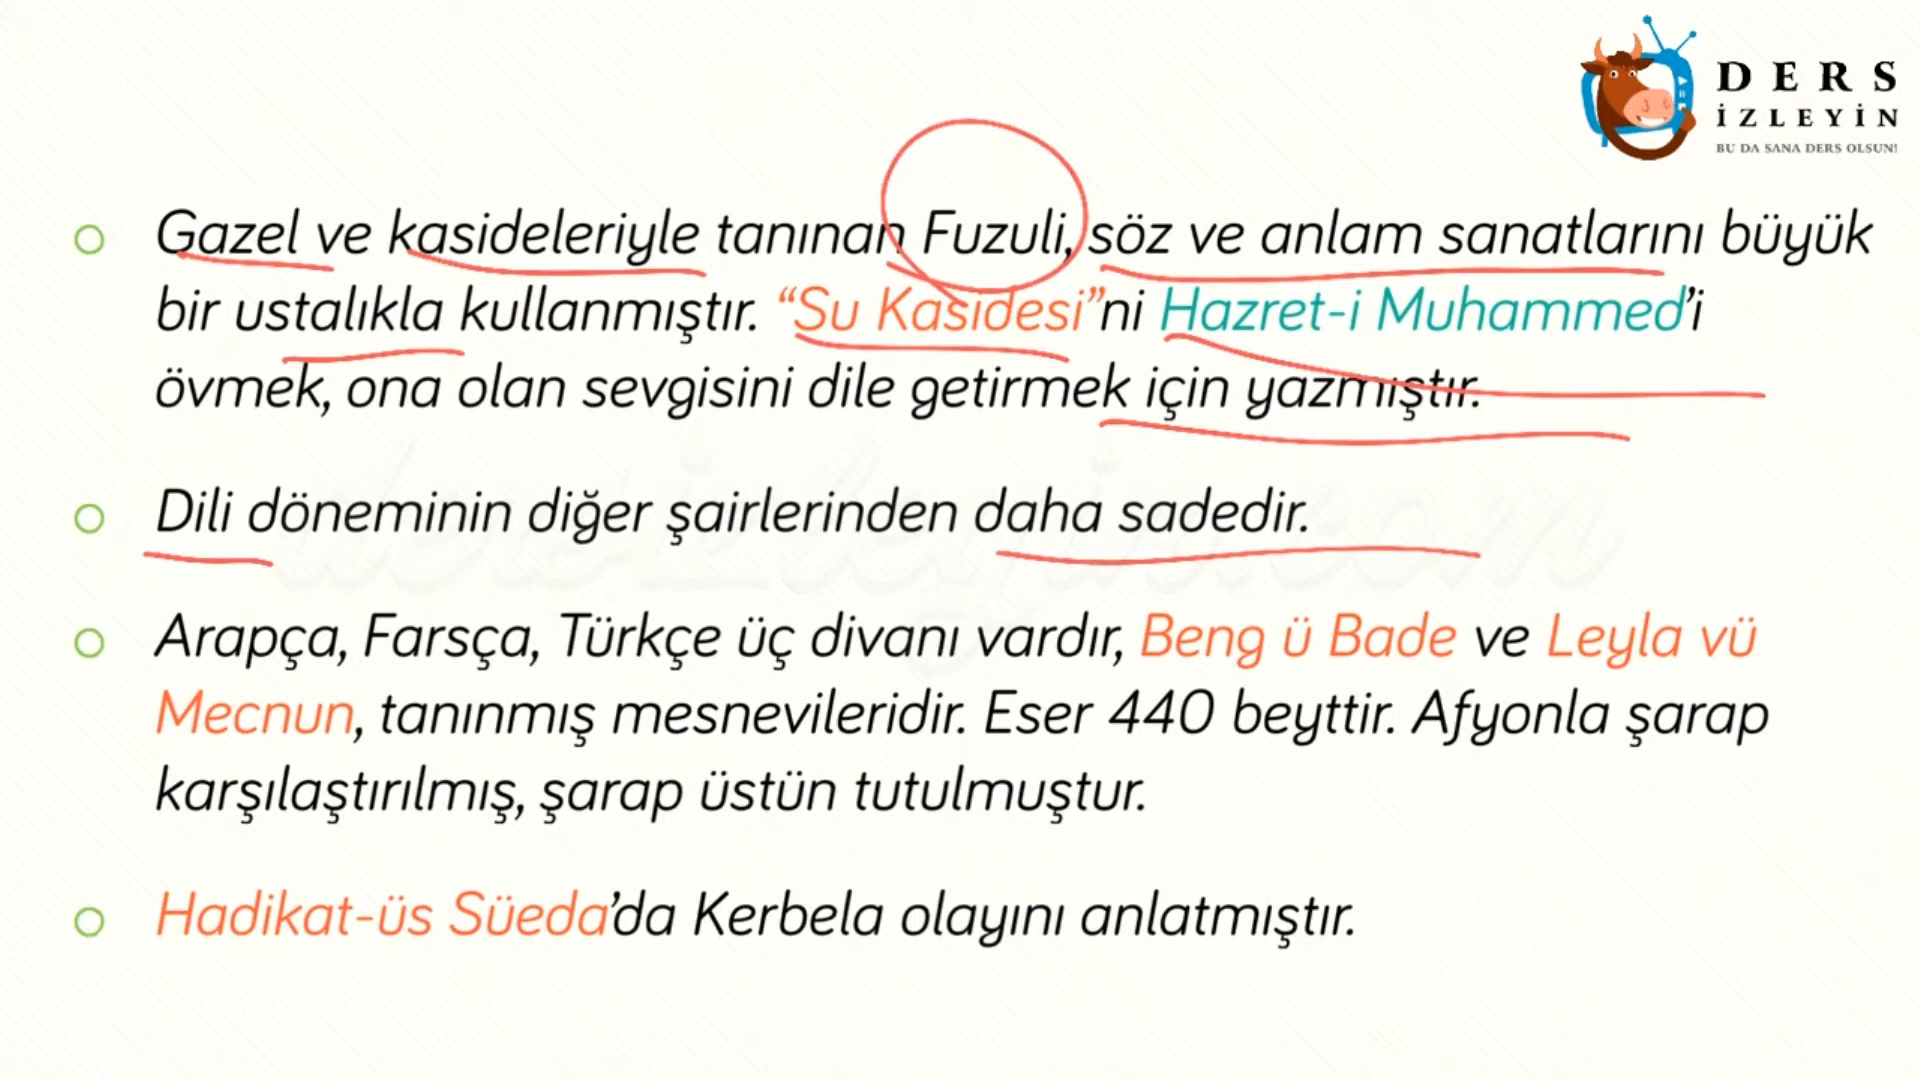 DERS
İZLEYİN
BU DA SANA DERS OLSUN!
Gazel ve kasideleriyle tanınan Fuzuli, söz ve anlam sanatlarını büyük
bir ustalıkla kullanmıştır. “Su Kasidesi”ni Hazret-i Muhammed’i
övmek, ona olan sevgisini dile getirmek için yazmıştır.
Dili döneminin diğer şairlerinden daha sadedir.
Arapça, Farsça, Türkçe üç divanı vardır, Beng ü Bade ve Leyla vü
Mecnun, tanınmış mesnevileridir. Eser 440 beyttir. Afyonla şarap
karşılaştırılmış, şarap üstün tutulmuştur.
Hadikat-üs Süeda’da Kerbela olayını anlatmıştır.
dersizleyin.com